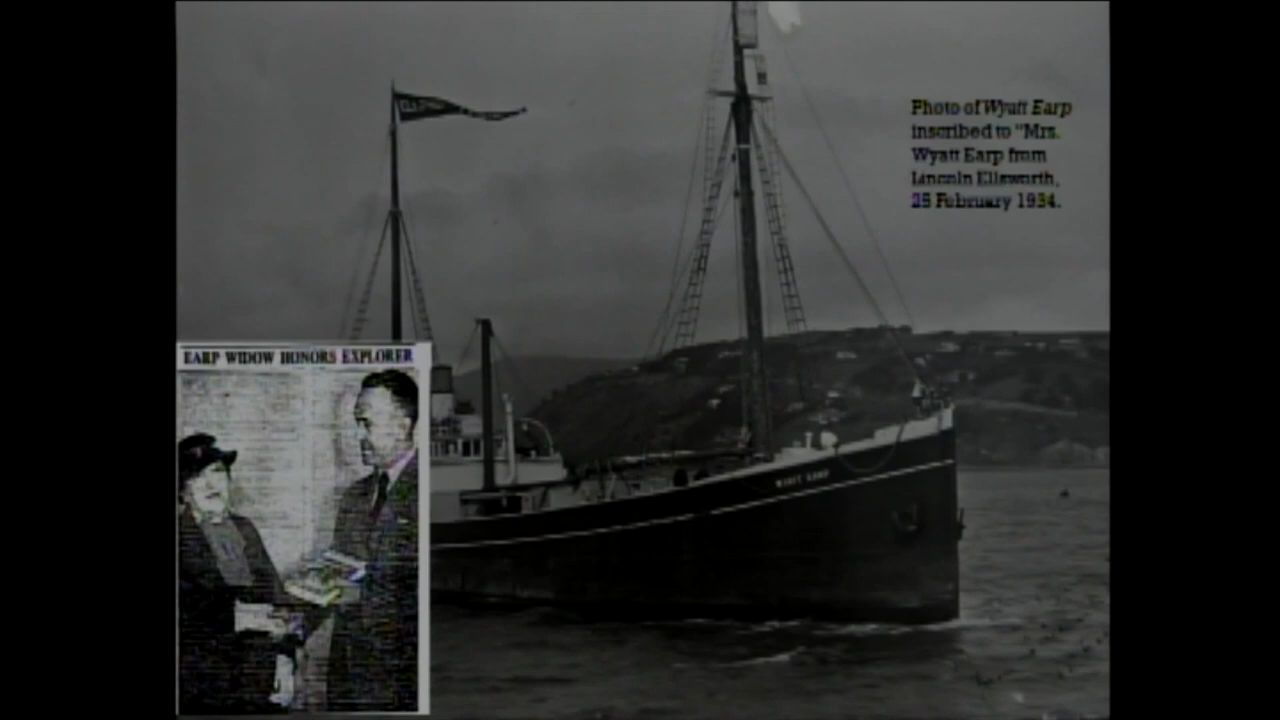 Photo of Wyatt Earp
inscribed to "Mrs.
Wyatt Earp from
Lincoln Ellsworth,
25 February 1934.
EARP WIDOW HONORS EXPLORER
WYATT EARP